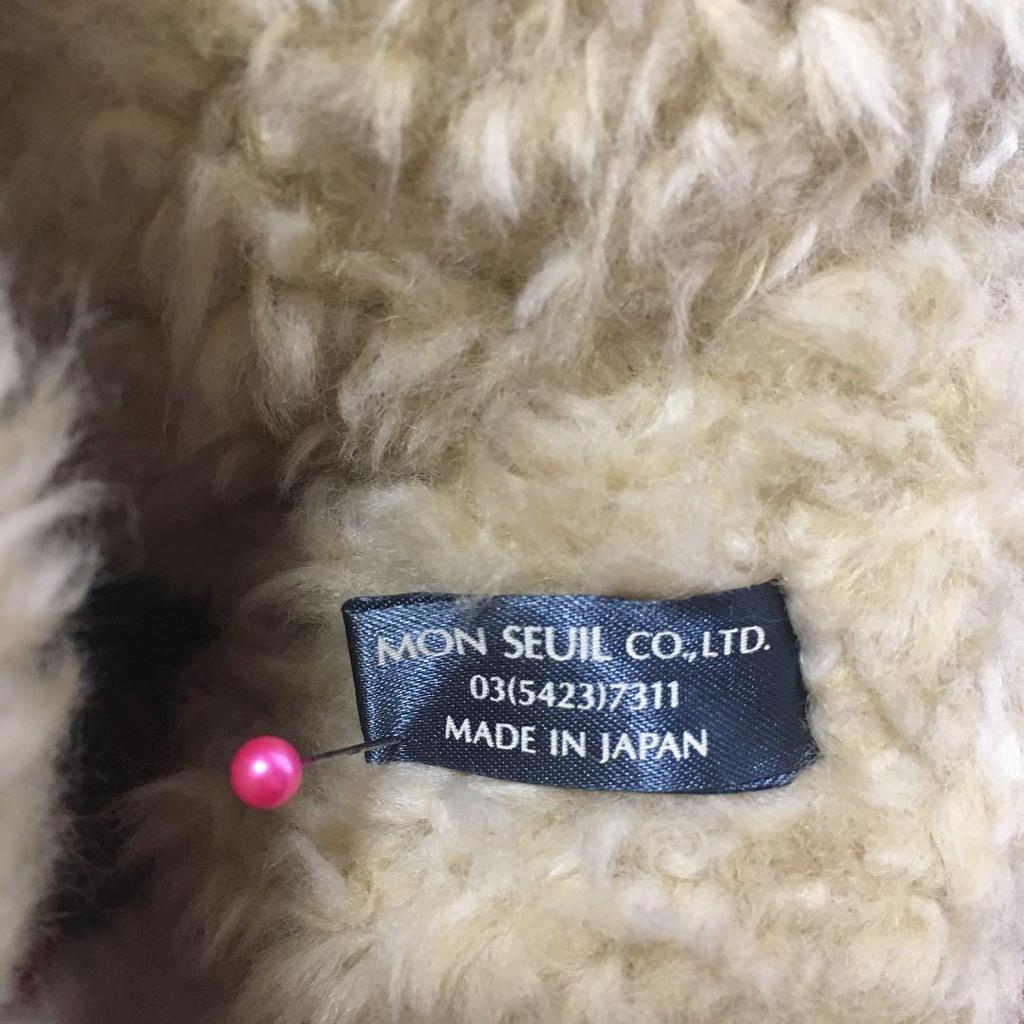 MON SEUIL CO.,LTD.
03(5423)7311
MADE IN JAPAN